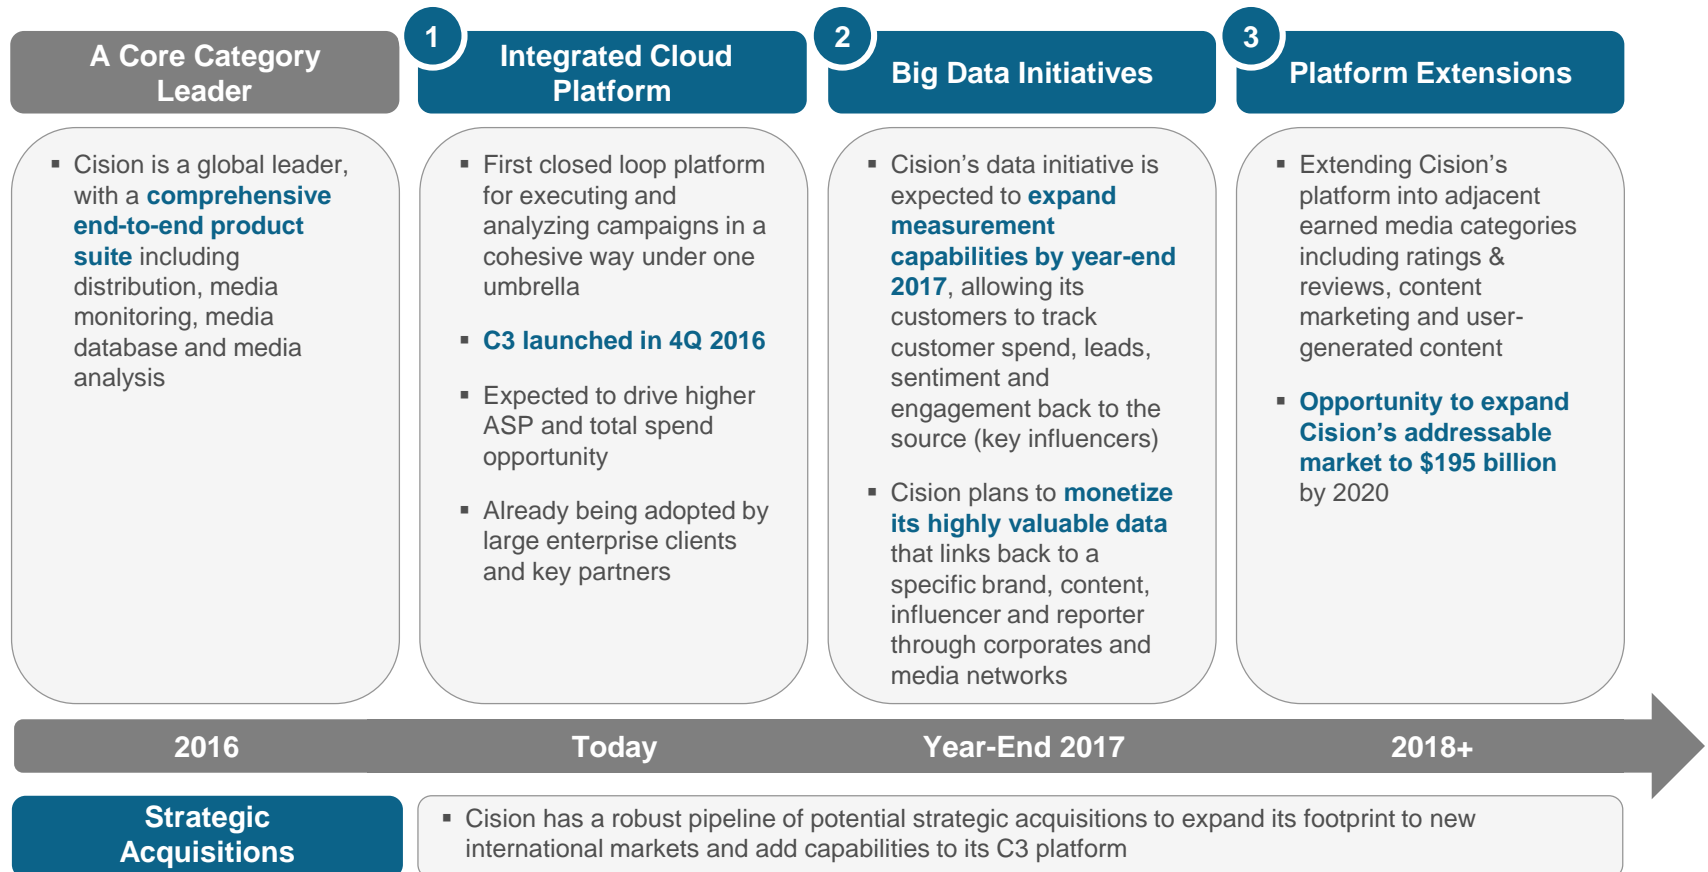 A Core Category
Leader
1
Integrated Cloud
Platform
2
Big Data Initiatives
3
Platform Extensions
▪ Cision is a global leader,
with a comprehensive
end-to-end product
suite including
distribution, media
monitoring, media
database and media
analysis
▪ First closed loop platform
for executing and
analyzing campaigns in a
cohesive way under one
umbrella
▪ C3 launched in 4Q 2016
▪ Expected to drive higher
ASP and total spend
opportunity
▪ Already being adopted by
large enterprise clients
and key partners
▪ Cision’s data initiative is
expected to expand
measurement
capabilities by year-end
2017, allowing its
customers to track
customer spend, leads,
sentiment and
engagement back to the
source (key influencers)
▪ Cision plans to monetize
its highly valuable data
that links back to a
specific brand, content,
influencer and reporter
through corporates and
media networks
▪ Extending Cision’s
platform into adjacent
earned media categories
including ratings &
reviews, content
marketing and user-
generated content
▪ Opportunity to expand
Cision’s addressable
market to $195 billion
by 2020
2016
Today
Year-End 2017
2018+
Strategic
Acquisitions
▪ Cision has a robust pipeline of potential strategic acquisitions to expand its footprint to new
international markets and add capabilities to its C3 platform